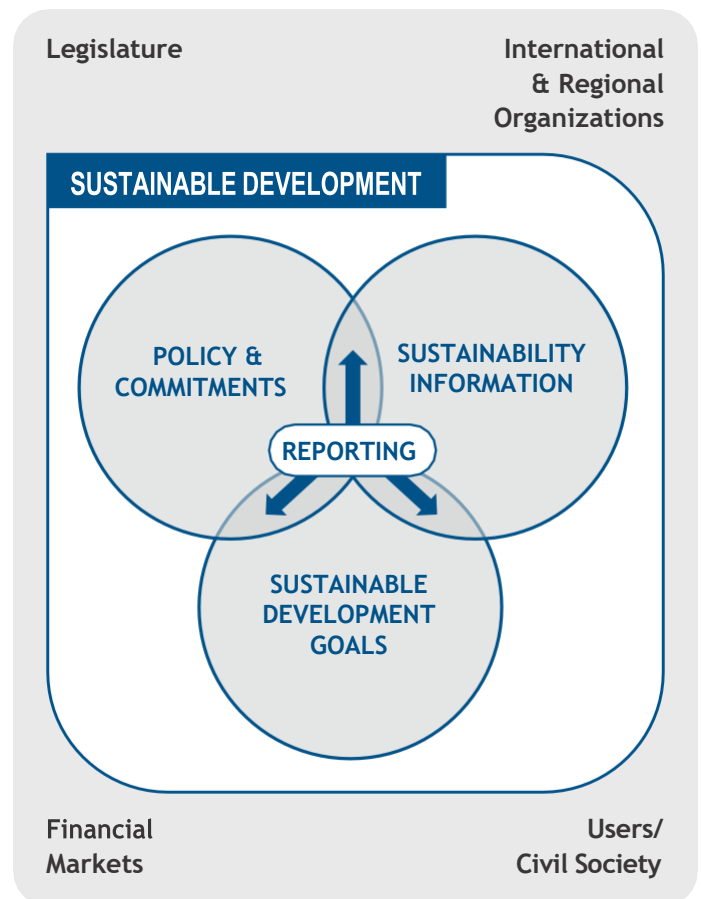 Legislature
International
& Regional
Organizations
SUSTAINABLE DEVELOPMENT
POLICY &
COMMITMENTS
SUSTAINABILITY
INFORMATION
REPORTING
SUSTAINABLE
DEVELOPMENT
GOALS
Financial
Markets
Users/
Civil Society